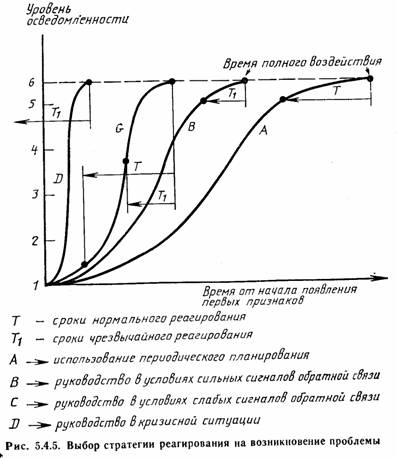 Уровень
осведомленности
Время полного воздействия
6
5
4
3
2
1
T₁
D
G
T
T₁
B
T₁
A
T
Время от начала появления
первых признаков
T – сроки нормального реагирования
T₁ – сроки чрезвычайного реагирования
A → использование периодического планирования
B → руководство в условиях сильных сигналов обратной связи
C → руководство в условиях слабых сигналов обратной связи
D → руководство в кризисной ситуации
Рис. 5.4.5. Выбор стратегии реагирования на возникновение проблемы